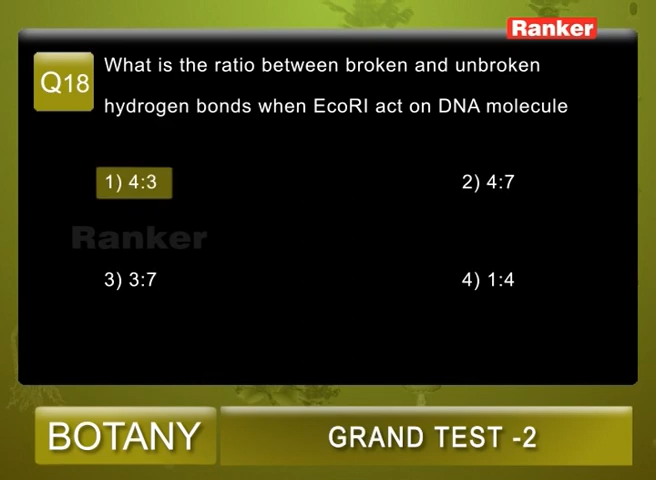 Ranker
Q18
What is the ratio between broken and unbroken
hydrogen bonds when EcoRI act on DNA molecule
1) 4:3
2) 4:7
Ranker
3) 3:7
4) 1:4
BOTANY
GRAND TEST -2